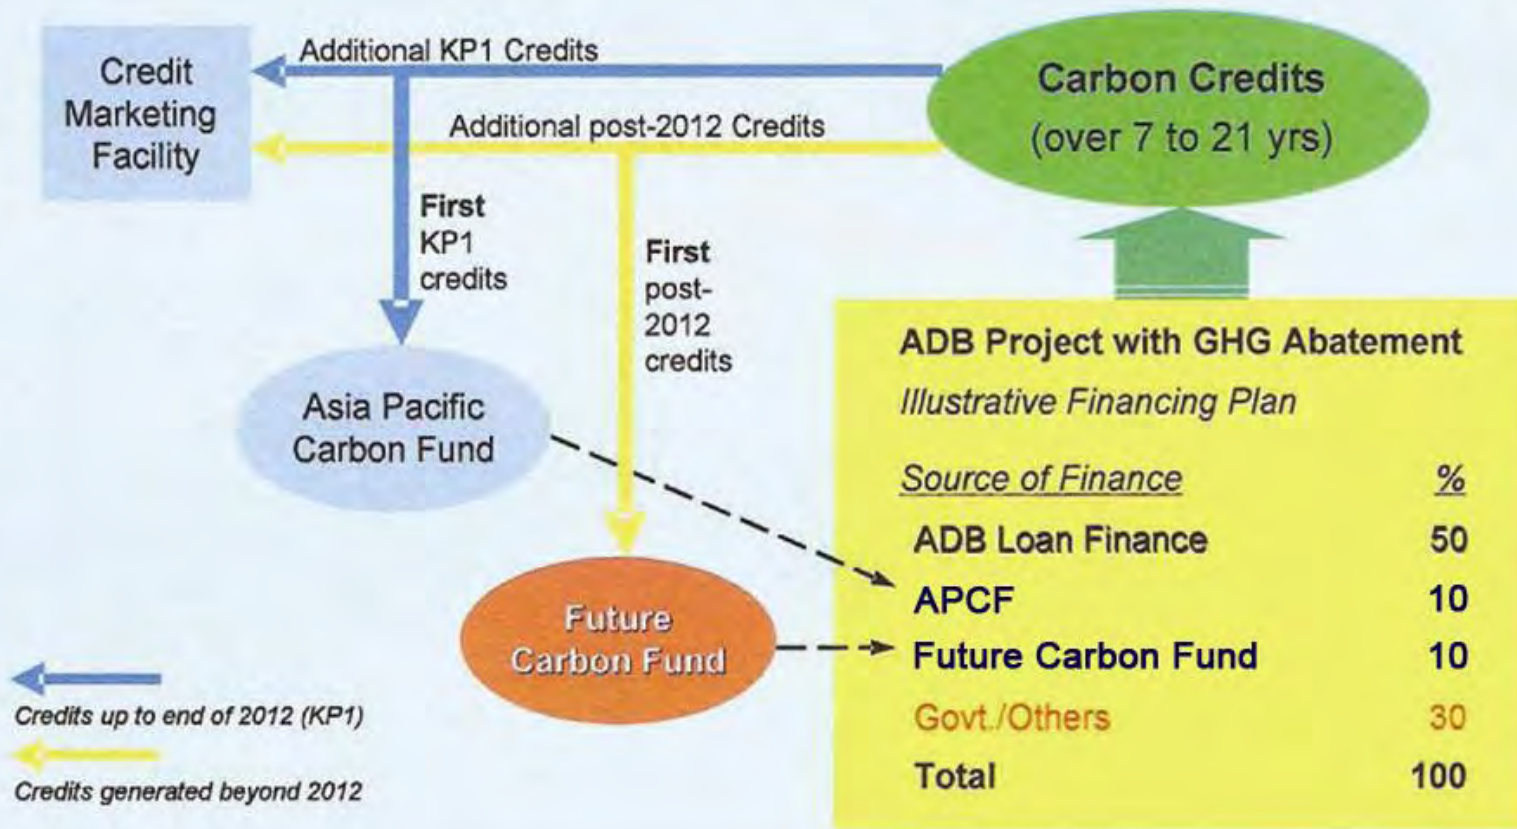 Credit
Marketing
Facility
Additional KP1 Credits
Additional post-2012 Credits
Carbon Credits
(over 7 to 21 yrs)
First
KP1
credits
First
post-
2012
credits
Asia Pacific
Carbon Fund
Future
Carbon Fund
ADB Project with GHG Abatement
Illustrative Financing Plan
Source of Finance %
ADB Loan Finance 50
APCF 10
Future Carbon Fund 10
Govt./Others 30
Total 100
Credits up to end of 2012 (KP1)
Credits generated beyond 2012